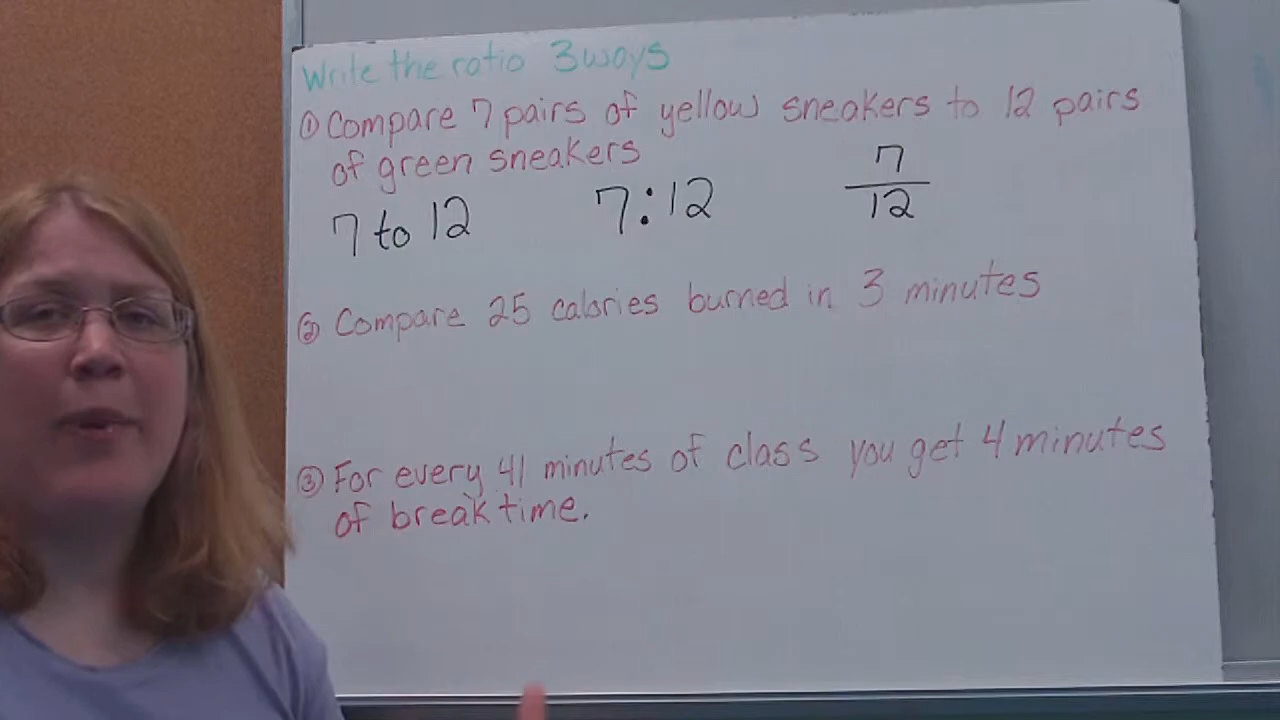 Write the ratio 3 ways
① Compare 7 pairs of yellow sneakers to 12 pairs
of green sneakers
7 to 12 7:12 7/12
② Compare 25 calories burned in 3 minutes
③ For every 41 minutes of class you get 4 minutes
of break time.